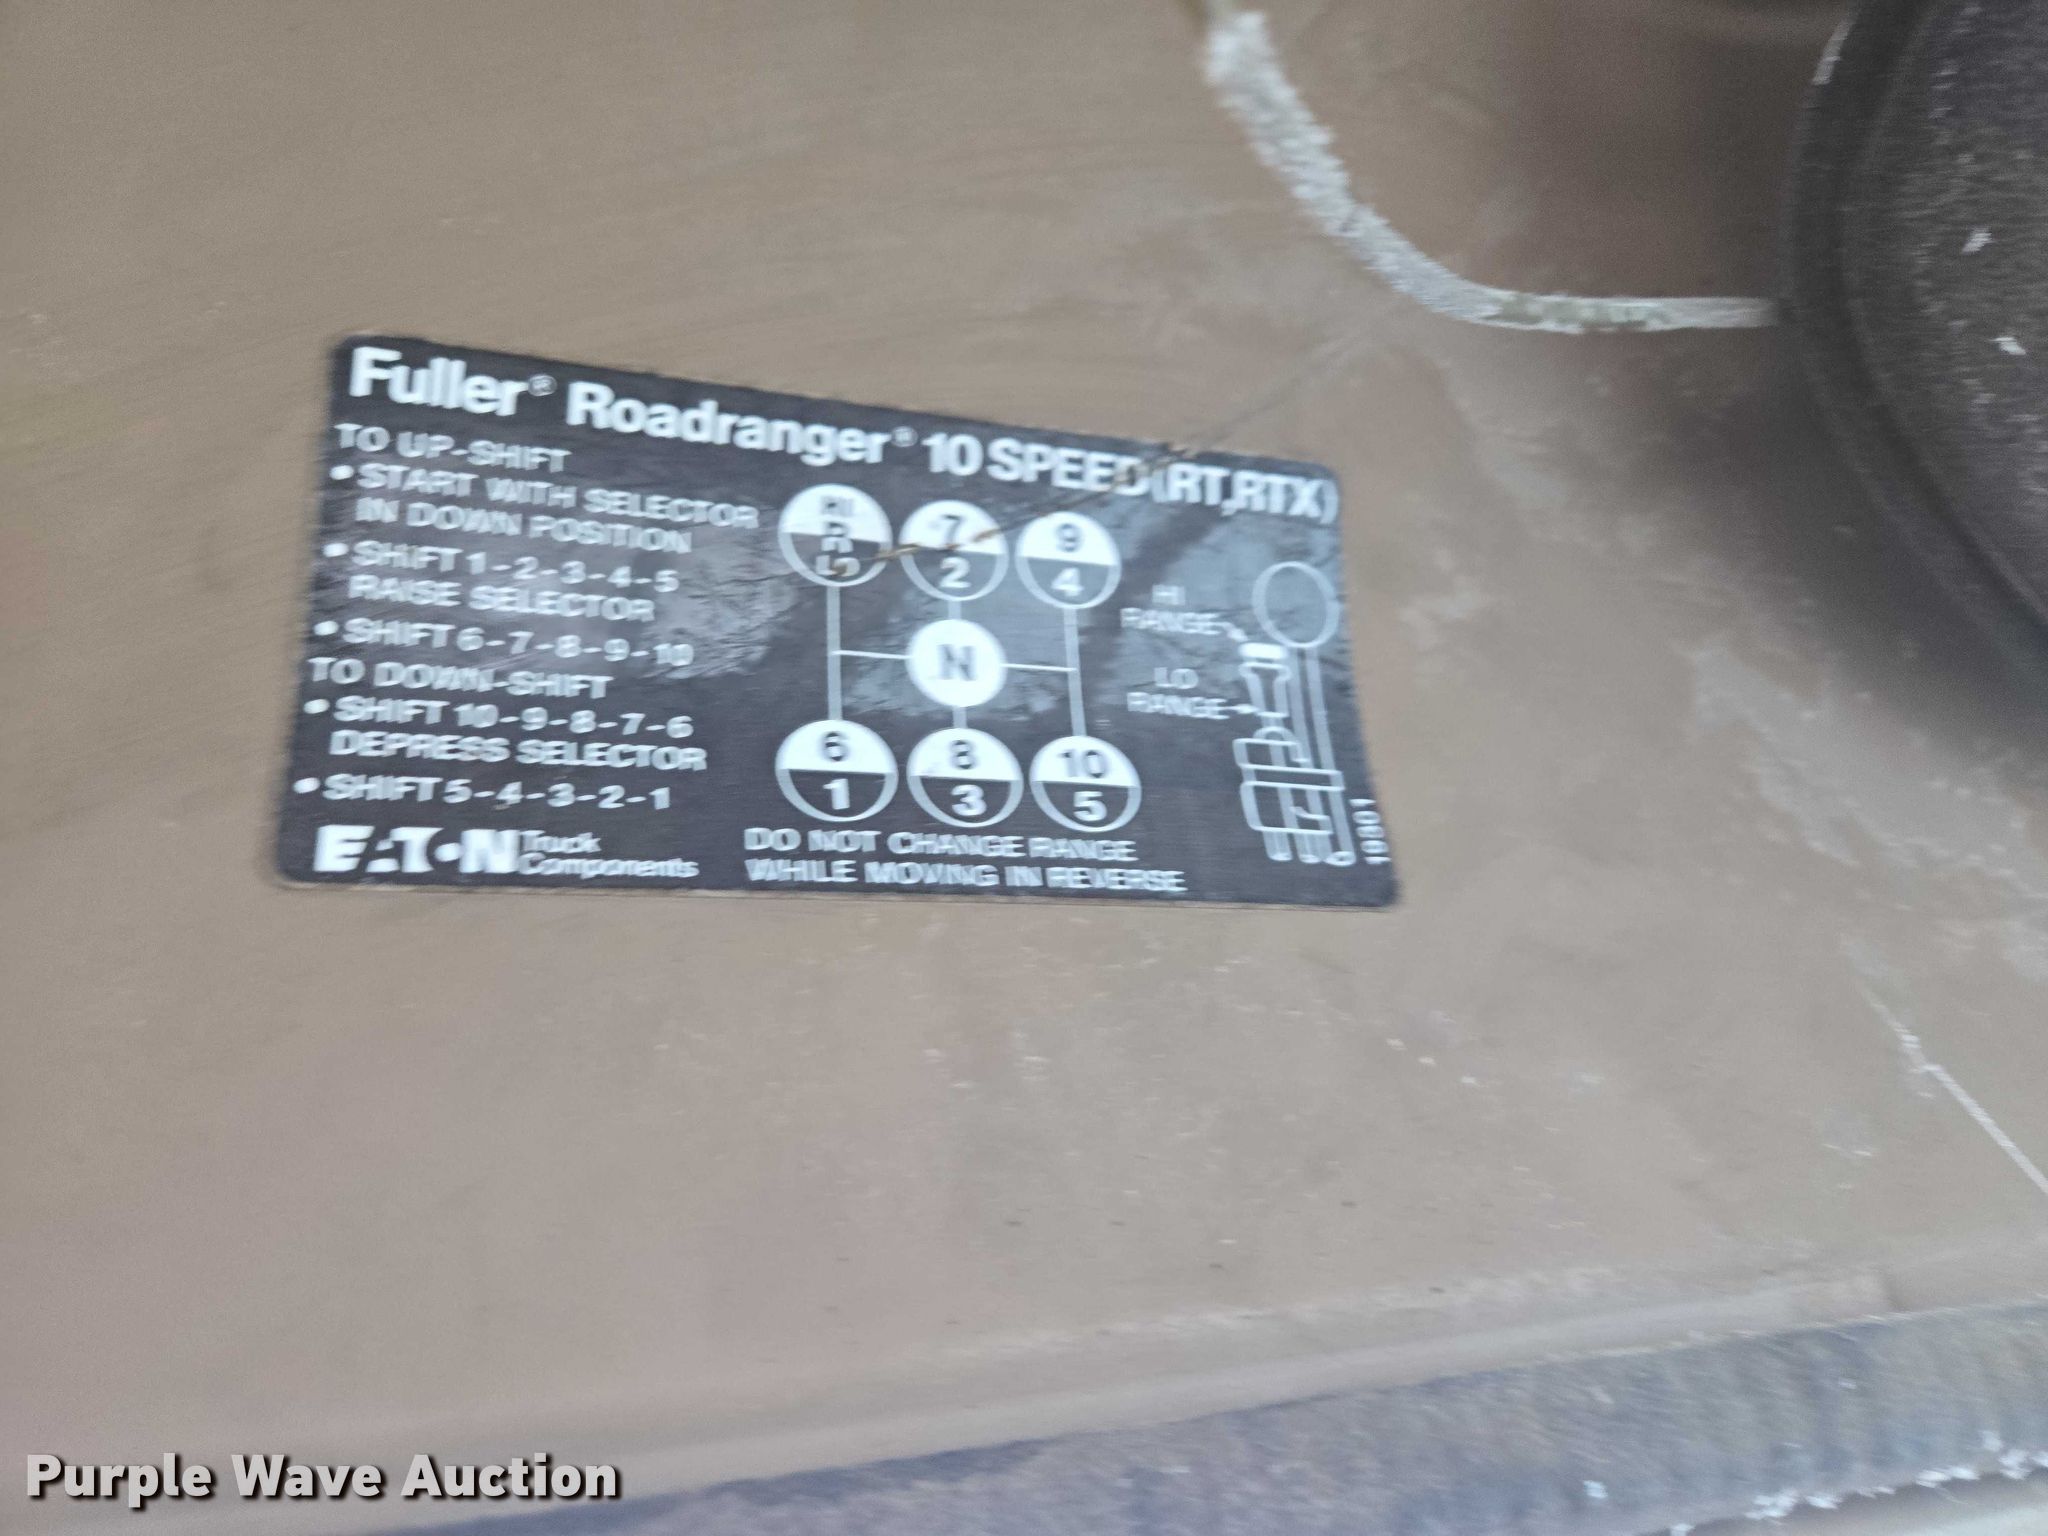 Fuller® Roadranger® 10 SPEED (RT,RTX)
TO UP-SHIFT
• START WITH SELECTOR
IN DOWN POSITION
• SHIFT 1-2-3-4-5
RAISE SELECTOR
• SHIFT 6-7-8-9-10
TO DOWN-SHIFT
• SHIFT 10-9-8-7-6
DEPRESS SELECTOR
• SHIFT 5-4-3-2-1
EATON Truck
Components
HI
R
LO
7
2
9
4
N
6
1
8
3
10
5
DO NOT CHANGE RANGE
WHILE MOVING IN REVERSE
HI
RANGE
LO
RANGE
Purple Wave Auction